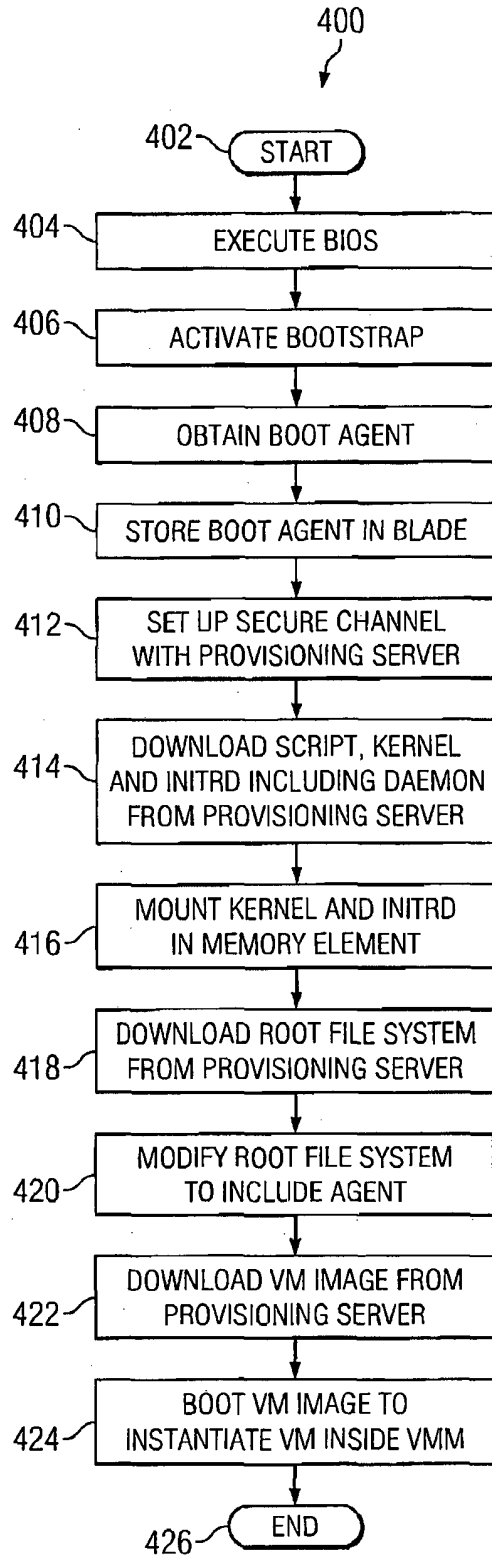 400
402
START
404
EXECUTE BIOS
406
ACTIVATE BOOTSTRAP
408
OBTAIN BOOT AGENT
410
STORE BOOT AGENT IN BLADE
412
SET UP SECURE CHANNEL
WITH PROVISIONING SERVER
414
DOWNLOAD SCRIPT, KERNEL
AND INITRD INCLUDING DAEMON
FROM PROVISIONING SERVER
416
MOUNT KERNEL AND INITRD
IN MEMORY ELEMENT
418
DOWNLOAD ROOT FILE SYSTEM
FROM PROVISIONING SERVER
420
MODIFY ROOT FILE SYSTEM
TO INCLUDE AGENT
422
DOWNLOAD VM IMAGE FROM
PROVISIONING SERVER
424
BOOT VM IMAGE TO
INSTANTIATE VM INSIDE VMM
426
END